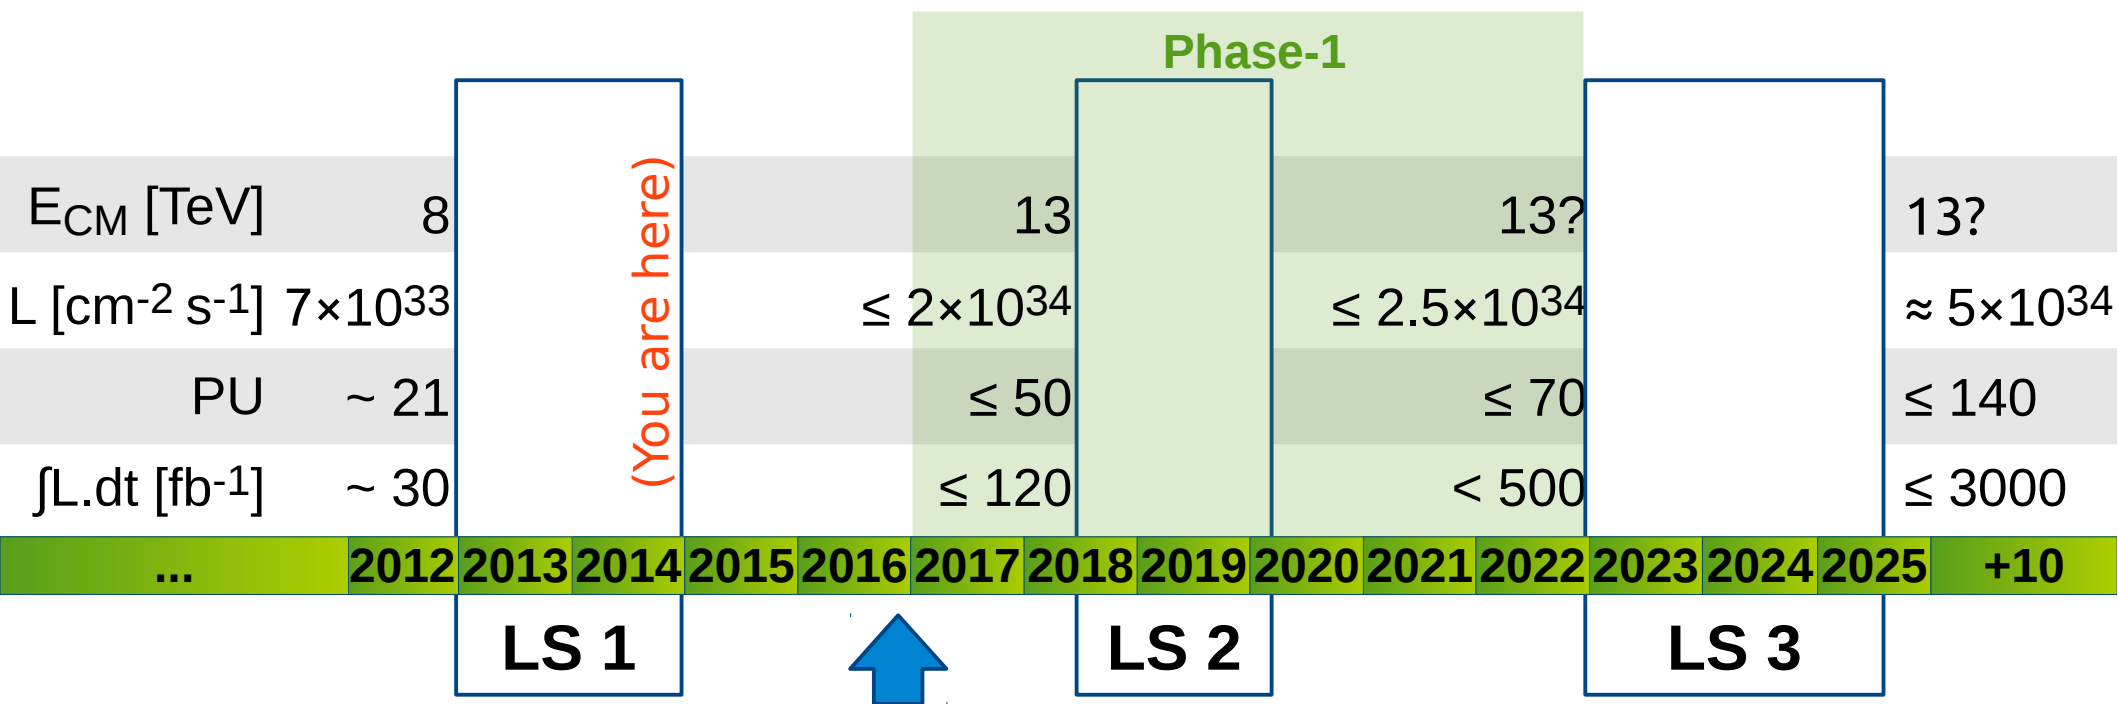 Phase-1
(You are here)
E_CM [TeV] 8 13 13? 13?
L [cm^-2 s^-1] 7×10^33 ≤ 2×10^34 ≤ 2.5×10^34 ≈ 5×10^34
PU ~ 21 ≤ 50 ≤ 70 ≤ 140
∫L.dt [fb^-1] ~ 30 ≤ 120 < 500 ≤ 3000
... 2012 2013 2014 2015 2016 2017 2018 2019 2020 2021 2022 2023 2024 2025 +10
LS 1 LS 2 LS 3